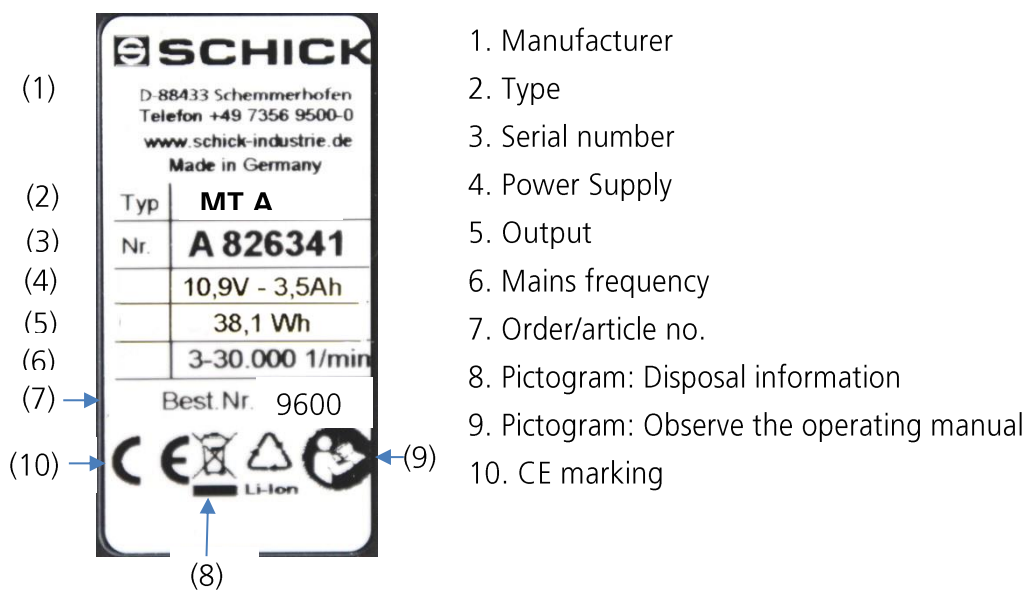 SCHICK
(1)
D-88433 Schemmerhofen
Telefon +49 7356 9500-0
www.schick-industrie.de
Made in Germany
(2) Typ MT A
(3) Nr. A 826341
(4) 10,9V - 3,5Ah
(5) 38,1 Wh
(6) 3-30.000 1/min
(7) Best.Nr. 9600
(10) CE (9)
Li-Ion
(8)
1. Manufacturer
2. Type
3. Serial number
4. Power Supply
5. Output
6. Mains frequency
7. Order/article no.
8. Pictogram: Disposal information
9. Pictogram: Observe the operating manual
10. CE marking